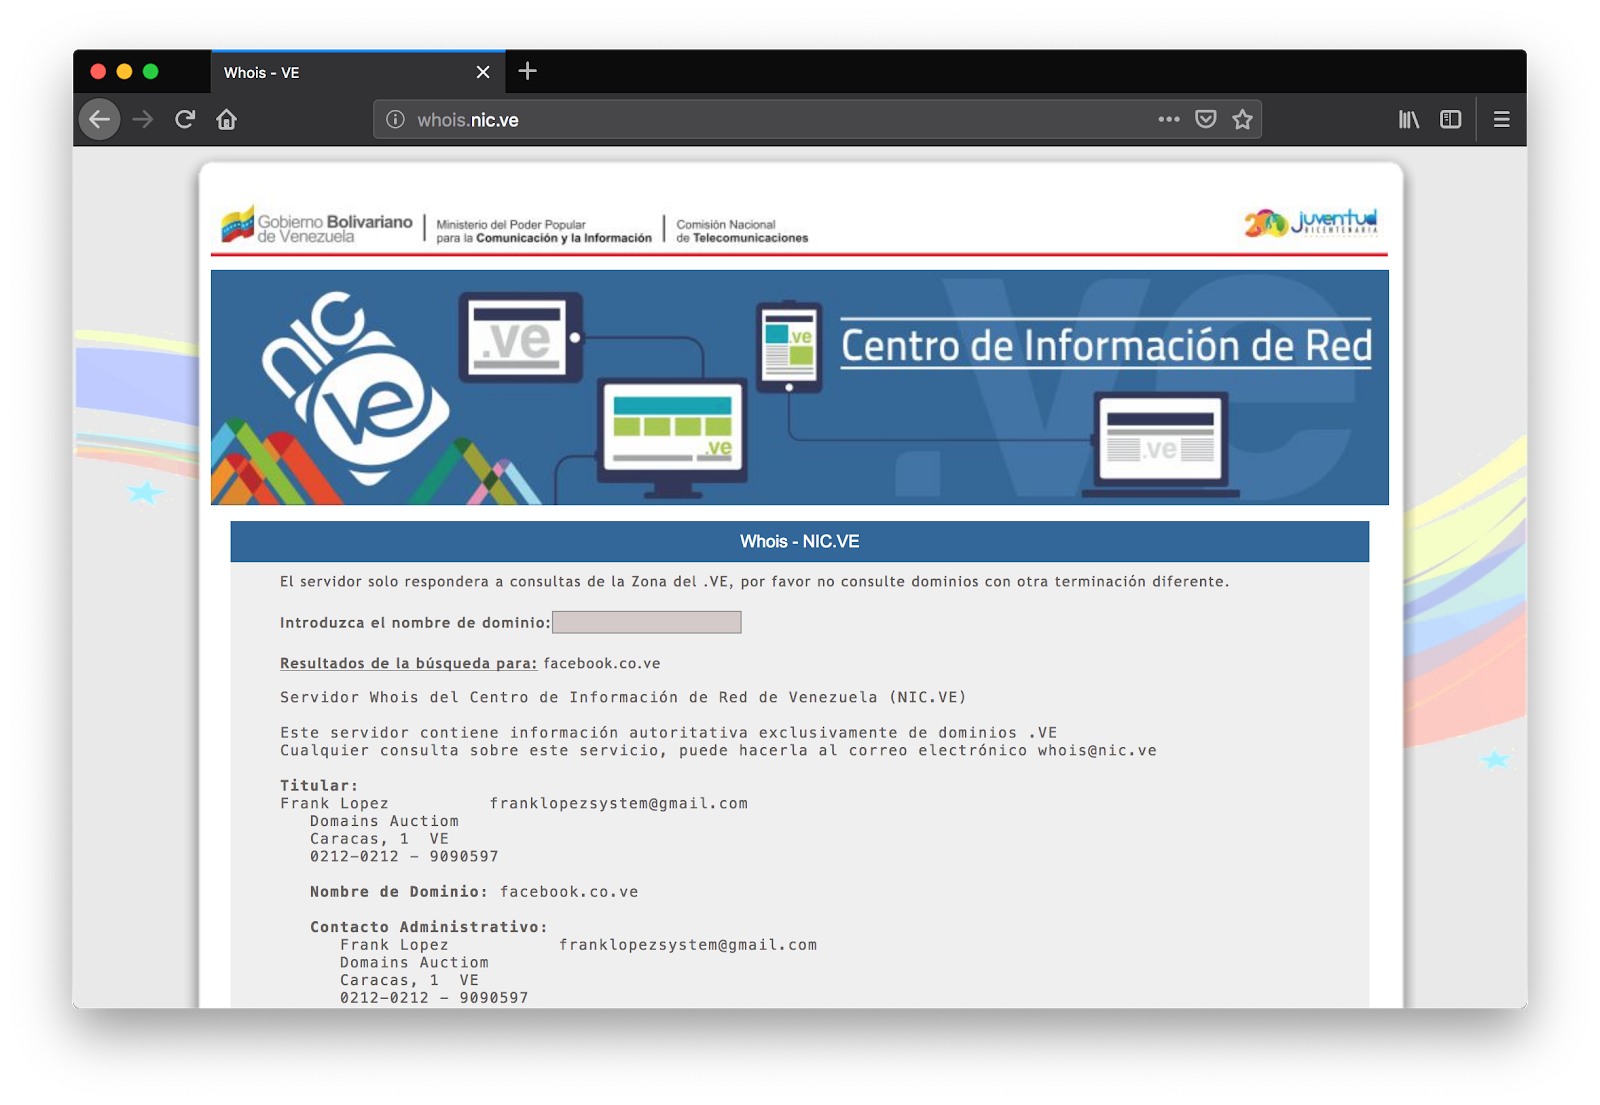 Whois - VE
whois.nic.ve
Gobierno Bolivariano
de Venezuela
Ministerio del Poder Popular
para la Comunicación y la Información
Comisión Nacional
de Telecomunicaciones
200 juventud
BICENTENARIA
nic
ve
.ve
.ve
.ve
.ve
.ve
Centro de Información de Red
Whois - NIC.VE
El servidor solo respondera a consultas de la Zona del .VE, por favor no consulte dominios con otra terminación diferente.
Introduzca el nombre de dominio:
Resultados de la búsqueda para: facebook.co.ve
Servidor Whois del Centro de Información de Red de Venezuela (NIC.VE)
Este servidor contiene información autoritativa exclusivamente de dominios .VE
Cualquier consulta sobre este servicio, puede hacerla al correo electrónico whois@nic.ve
Titular:
Frank Lopez franklopezsystem@gmail.com
Domains Auctiom
Caracas, 1 VE
0212-0212 - 9090597
Nombre de Dominio: facebook.co.ve
Contacto Administrativo:
Frank Lopez franklopezsystem@gmail.com
Domains Auctiom
Caracas, 1 VE
0212-0212 - 9090597